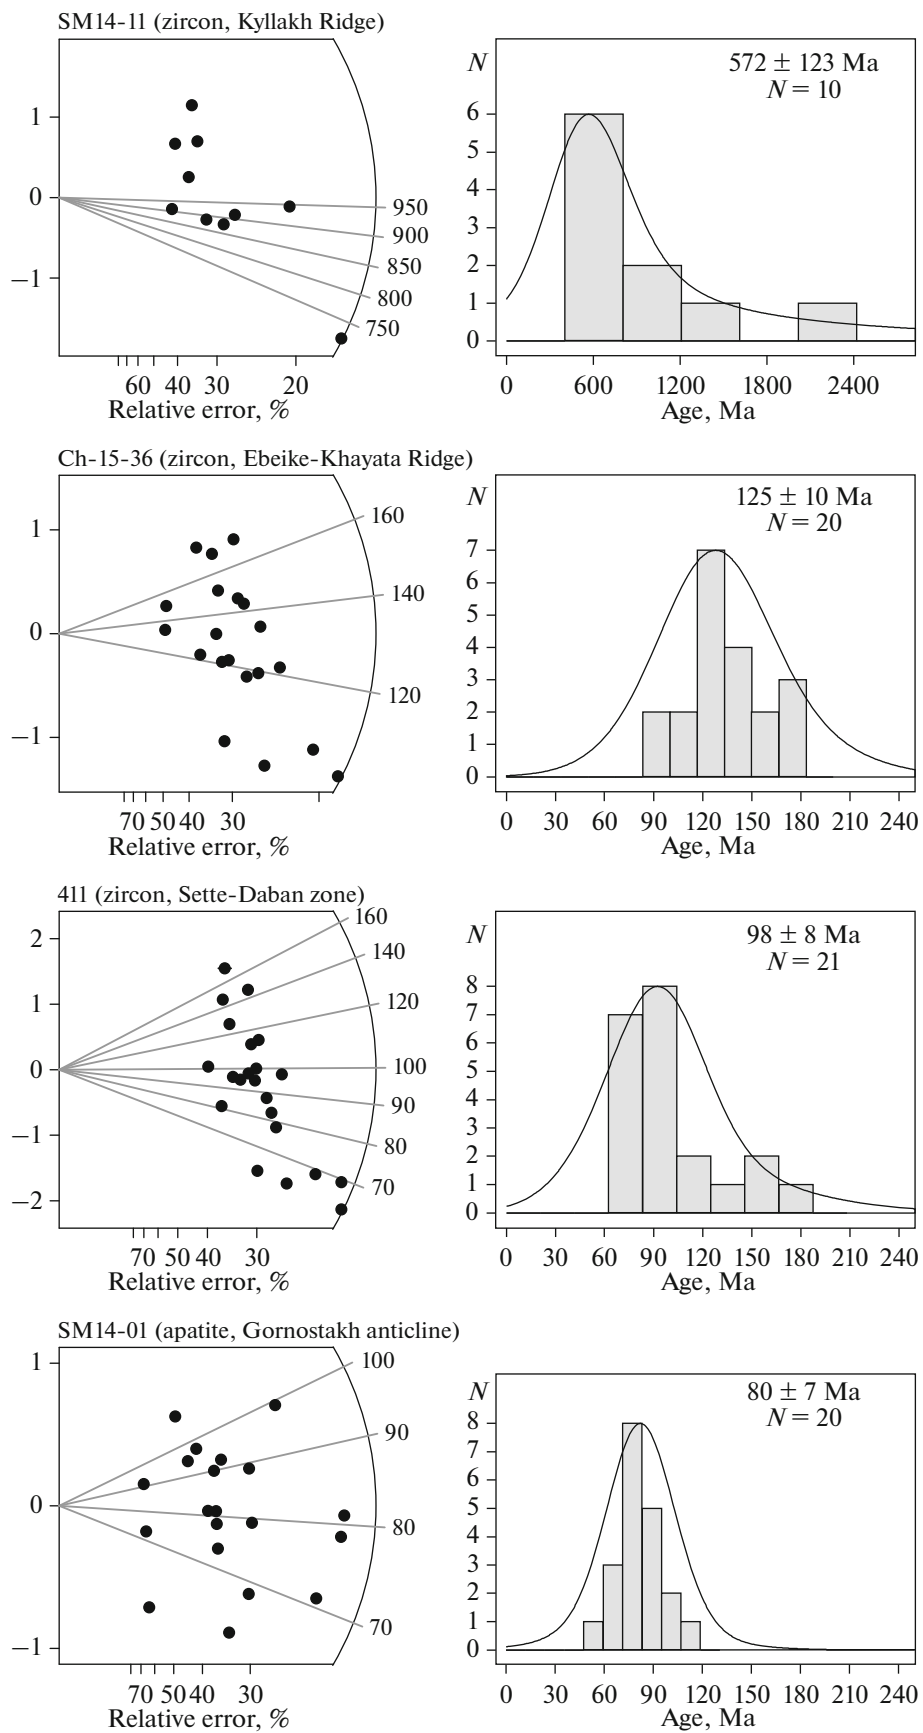 SM14-11 (zircon, Kyllakh Ridge)
1
0
−1
950
900
850
800
750
60 40 30 20
Relative error, %
N
572 ± 123 Ma
N = 10
6
5
4
3
2
1
0
0 600 1200 1800 2400
Age, Ma
Ch-15-36 (zircon, Ebeike-Khayata Ridge)
1
0
−1
160
140
120
70 50 40 30
Relative error, %
N
125 ± 10 Ma
N = 20
7
6
5
4
3
2
1
0
0 30 60 90 120 150 180 210 240
Age, Ma
411 (zircon, Sette-Daban zone)
2
1
0
−1
−2
160
140
120
100
90
80
70
70 50 40 30
Relative error, %
N
98 ± 8 Ma
N = 21
8
7
6
5
4
3
2
1
0
0 30 60 90 120 150 180 210 240
Age, Ma
SM14-01 (apatite, Gornostakh anticline)
1
0
−1
100
90
80
70
70 50 40 30
Relative error, %
N
80 ± 7 Ma
N = 20
8
7
6
5
4
3
2
1
0
0 30 60 90 120 150 180 210 240
Age, Ma